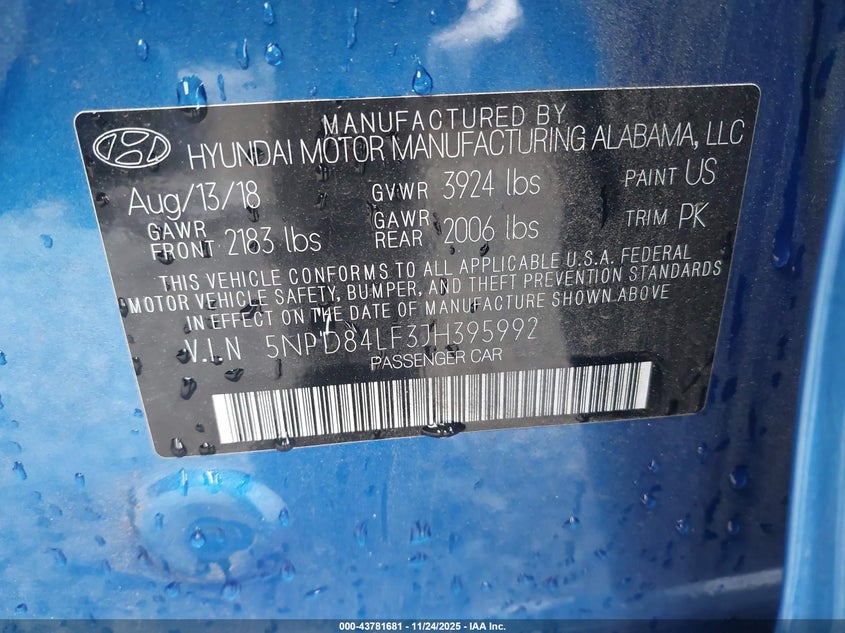 MANUFACTURED BY
HYUNDAI MOTOR MANUFACTURING ALABAMA, LLC
Aug/13/18 GVWR 3924 lbs PAINT US
GAWR FRONT 2183 lbs GAWR REAR 2006 lbs TRIM PK
THIS VEHICLE CONFORMS TO ALL APPLICABLE U.S.A. FEDERAL
MOTOR VEHICLE SAFETY, BUMPER, AND THEFT PREVENTION STANDARDS
IN EFFECT ON THE DATE OF MANUFACTURE SHOWN ABOVE
V.I.N 5NPD84LF3JH395992
PASSENGER CAR
000-43781681 - 11/24/2025 - IAA Inc.